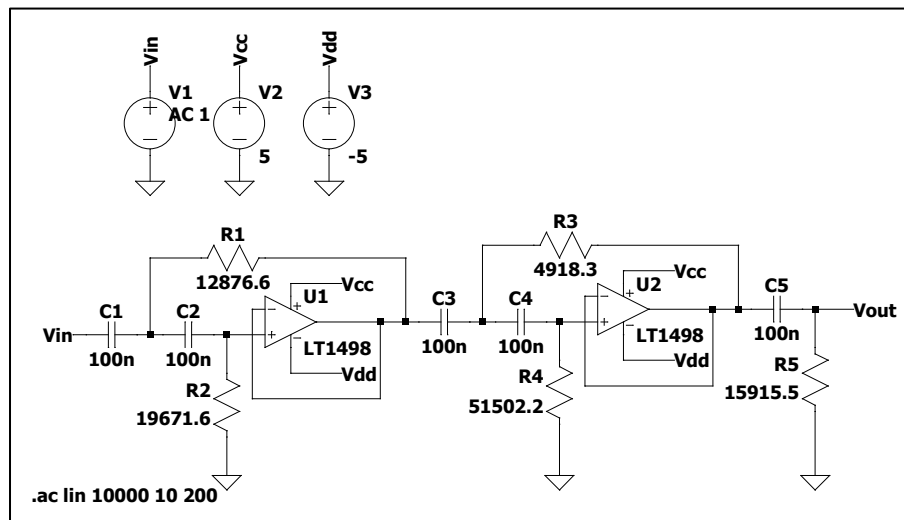 Vin
Vcc
Vdd
V1
AC 1
V2
5
V3
-5
R1
12876.6
R3
4918.3
C1
100n
C2
100n
U1
Vcc
LT1498
Vdd
C3
100n
C4
100n
U2
Vcc
LT1498
Vdd
C5
100n
Vin
Vout
R2
19671.6
R4
51502.2
R5
15915.5
.ac lin 10000 10 200